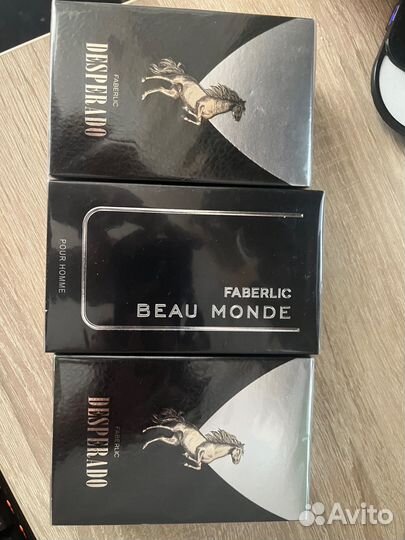 FABERLIC
DESPERADO
POUR HOMME
FABERLIC
BEAU MONDE
FABERLIC
DESPERADO
Avito